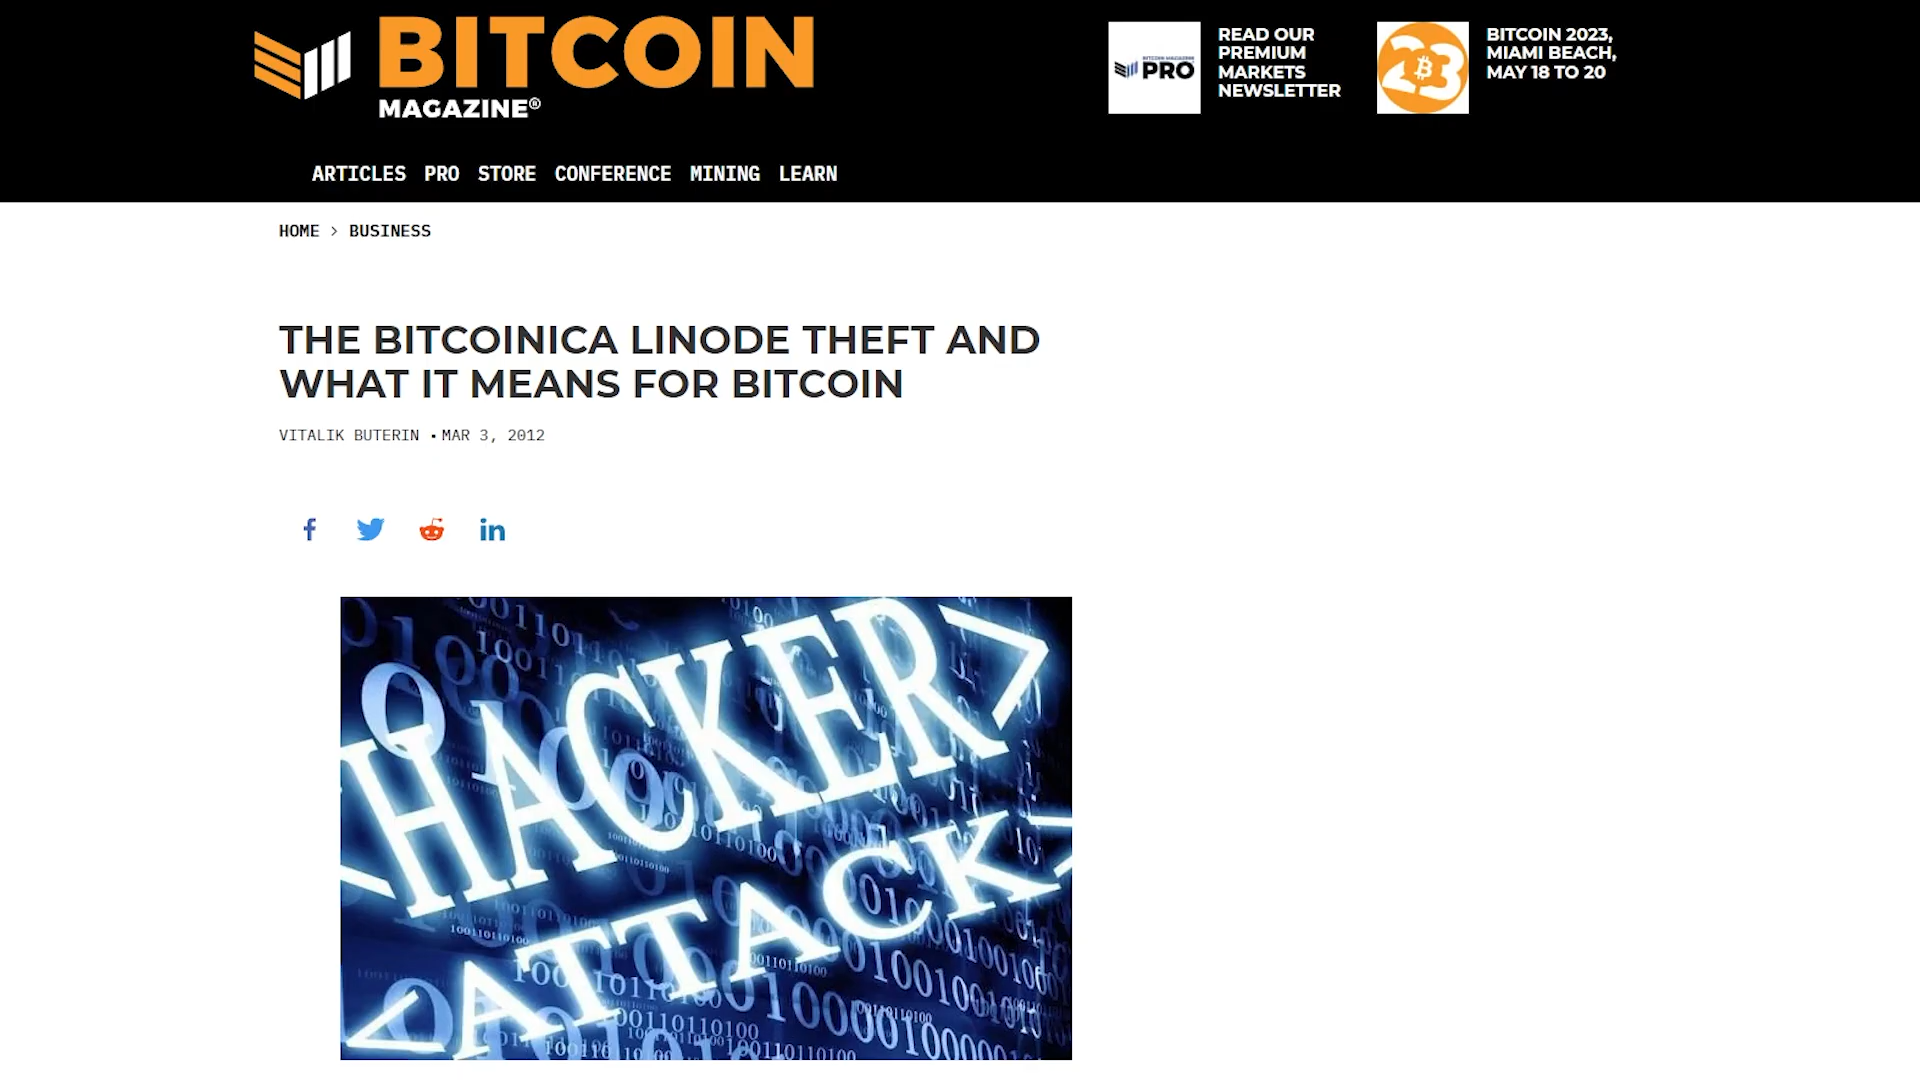 BITCOIN
MAGAZINE®
PRO
READ OUR
PREMIUM
MARKETS
NEWSLETTER
BITCOIN 2023,
MIAMI BEACH,
MAY 18 TO 20
ARTICLES PRO STORE CONFERENCE MINING LEARN
HOME > BUSINESS
THE BITCOINICA LINODE THEFT AND
WHAT IT MEANS FOR BITCOIN
VITALIK BUTERIN • MAR 3, 2012
<HACKER>
<ATTACK>